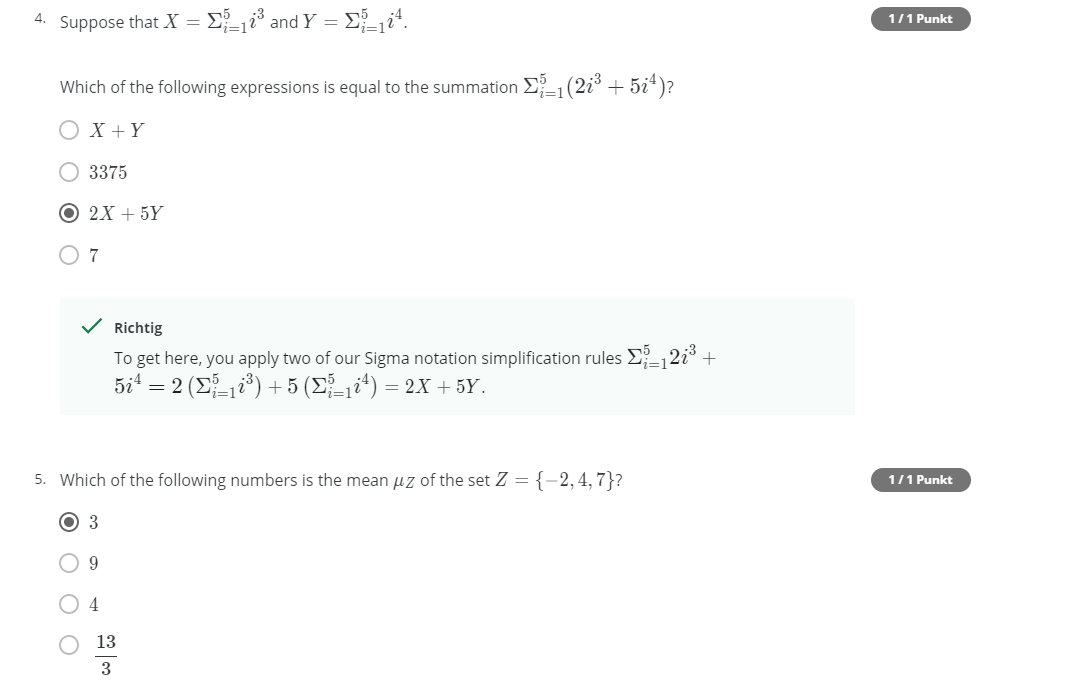 4. Suppose that X = Σ⁵ᵢ₌₁i³ and Y = Σ⁵ᵢ₌₁i⁴.
1 / 1 Punkt
Which of the following expressions is equal to the summation Σ⁵ᵢ₌₁(2i³ + 5i⁴)?
X + Y
3375
2X + 5Y
7
Richtig
To get here, you apply two of our Sigma notation simplification rules Σ⁵ᵢ₌₁2i³ +
5i⁴ = 2 (Σ⁵ᵢ₌₁i³) + 5 (Σ⁵ᵢ₌₁i⁴) = 2X + 5Y.
5. Which of the following numbers is the mean μ_Z of the set Z = {−2, 4, 7}?
1 / 1 Punkt
3
9
4
13
3